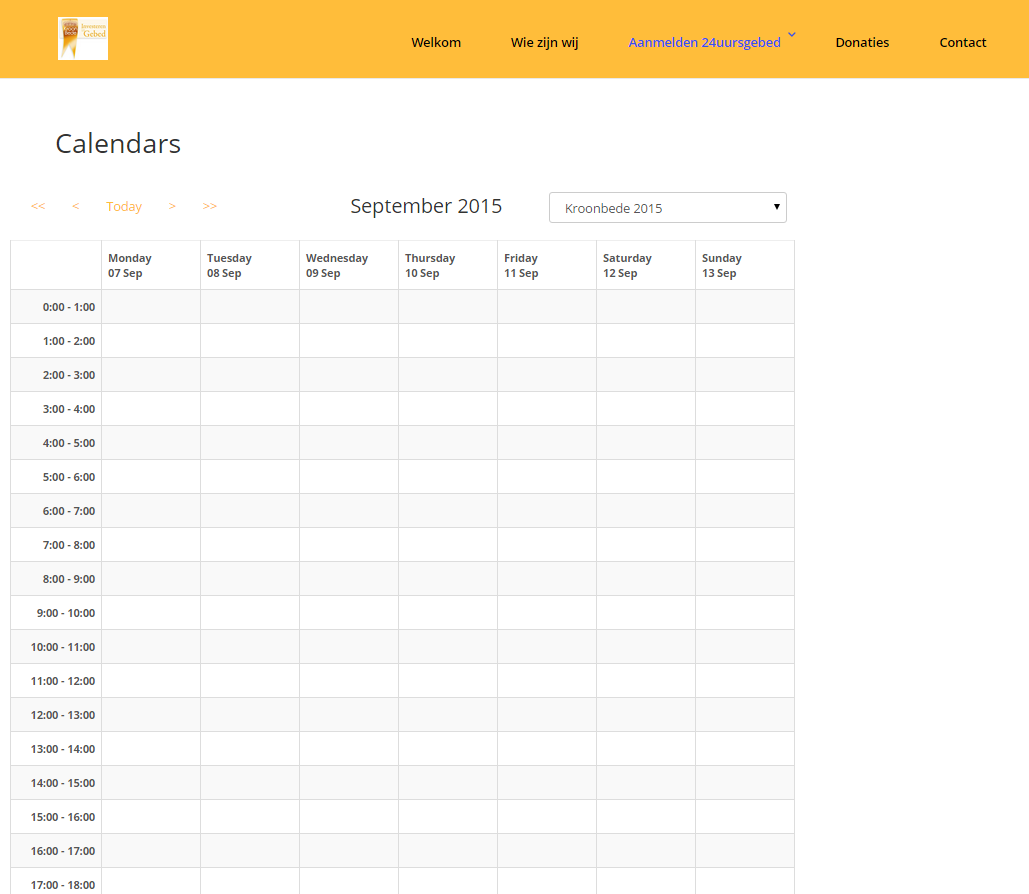 Investeren
in Gebed
Welkom Wie zijn wij Aanmelden 24uursgebed Donaties Contact
Calendars
<< < Today > >> September 2015 Kroonbede 2015
Monday Tuesday Wednesday Thursday Friday Saturday Sunday
07 Sep 08 Sep 09 Sep 10 Sep 11 Sep 12 Sep 13 Sep
0:00 - 1:00
1:00 - 2:00
2:00 - 3:00
3:00 - 4:00
4:00 - 5:00
5:00 - 6:00
6:00 - 7:00
7:00 - 8:00
8:00 - 9:00
9:00 - 10:00
10:00 - 11:00
11:00 - 12:00
12:00 - 13:00
13:00 - 14:00
14:00 - 15:00
15:00 - 16:00
16:00 - 17:00
17:00 - 18:00